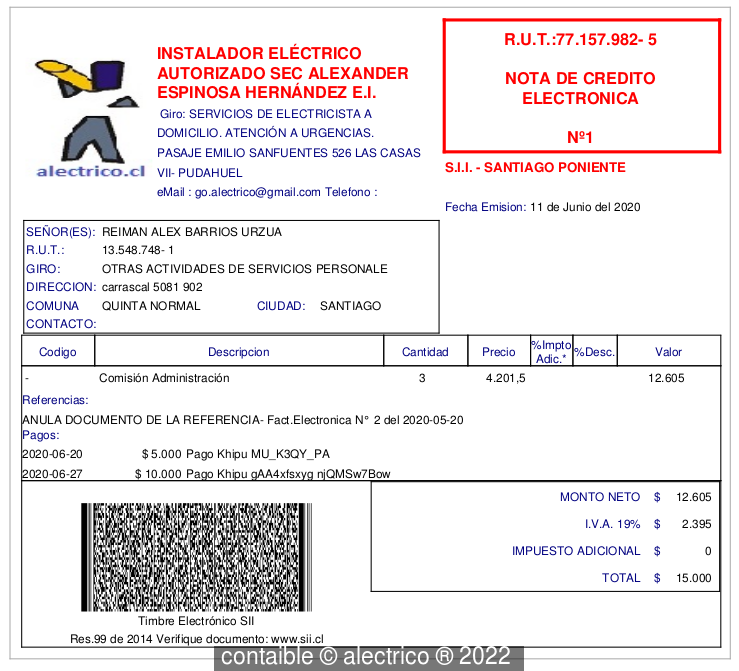 INSTALADOR ELÉCTRICO
AUTORIZADO SEC ALEXANDER
ESPINOSA HERNÁNDEZ E.I.
Giro: SERVICIOS DE ELECTRICISTA A
DOMICILIO. ATENCIÓN A URGENCIAS.
PASAJE EMILIO SANFUENTES 526 LAS CASAS
VII- PUDAHUEL
eMail : go.alectrico@gmail.com Telefono :
alectrico.cl
R.U.T.:77.157.982- 5
NOTA DE CREDITO
ELECTRONICA
Nº1
S.I.I. - SANTIAGO PONIENTE
Fecha Emision: 11 de Junio del 2020
SEÑOR(ES): REIMAN ALEX BARRIOS URZUA
R.U.T.: 13.548.748- 1
GIRO: OTRAS ACTIVIDADES DE SERVICIOS PERSONALE
DIRECCION: carrascal 5081 902
COMUNA QUINTA NORMAL CIUDAD: SANTIAGO
CONTACTO:
Codigo Descripcion Cantidad Precio %Impto Adic.* %Desc. Valor
- Comisión Administración 3 4.201,5 12.605
Referencias:
ANULA DOCUMENTO DE LA REFERENCIA- Fact.Electronica N° 2 del 2020-05-20
Pagos:
2020-06-20 $ 5.000 Pago Khipu MU_K3QY_PA
2020-06-27 $ 10.000 Pago Khipu gAA4xfsxyg njQMSw7Bow
MONTO NETO $ 12.605
I.V.A. 19% $ 2.395
IMPUESTO ADICIONAL $ 0
TOTAL $ 15.000
Timbre Electrónico SII
Res.99 de 2014 Verifique documento: www.sii.cl
contaible © alectrico ® 2022